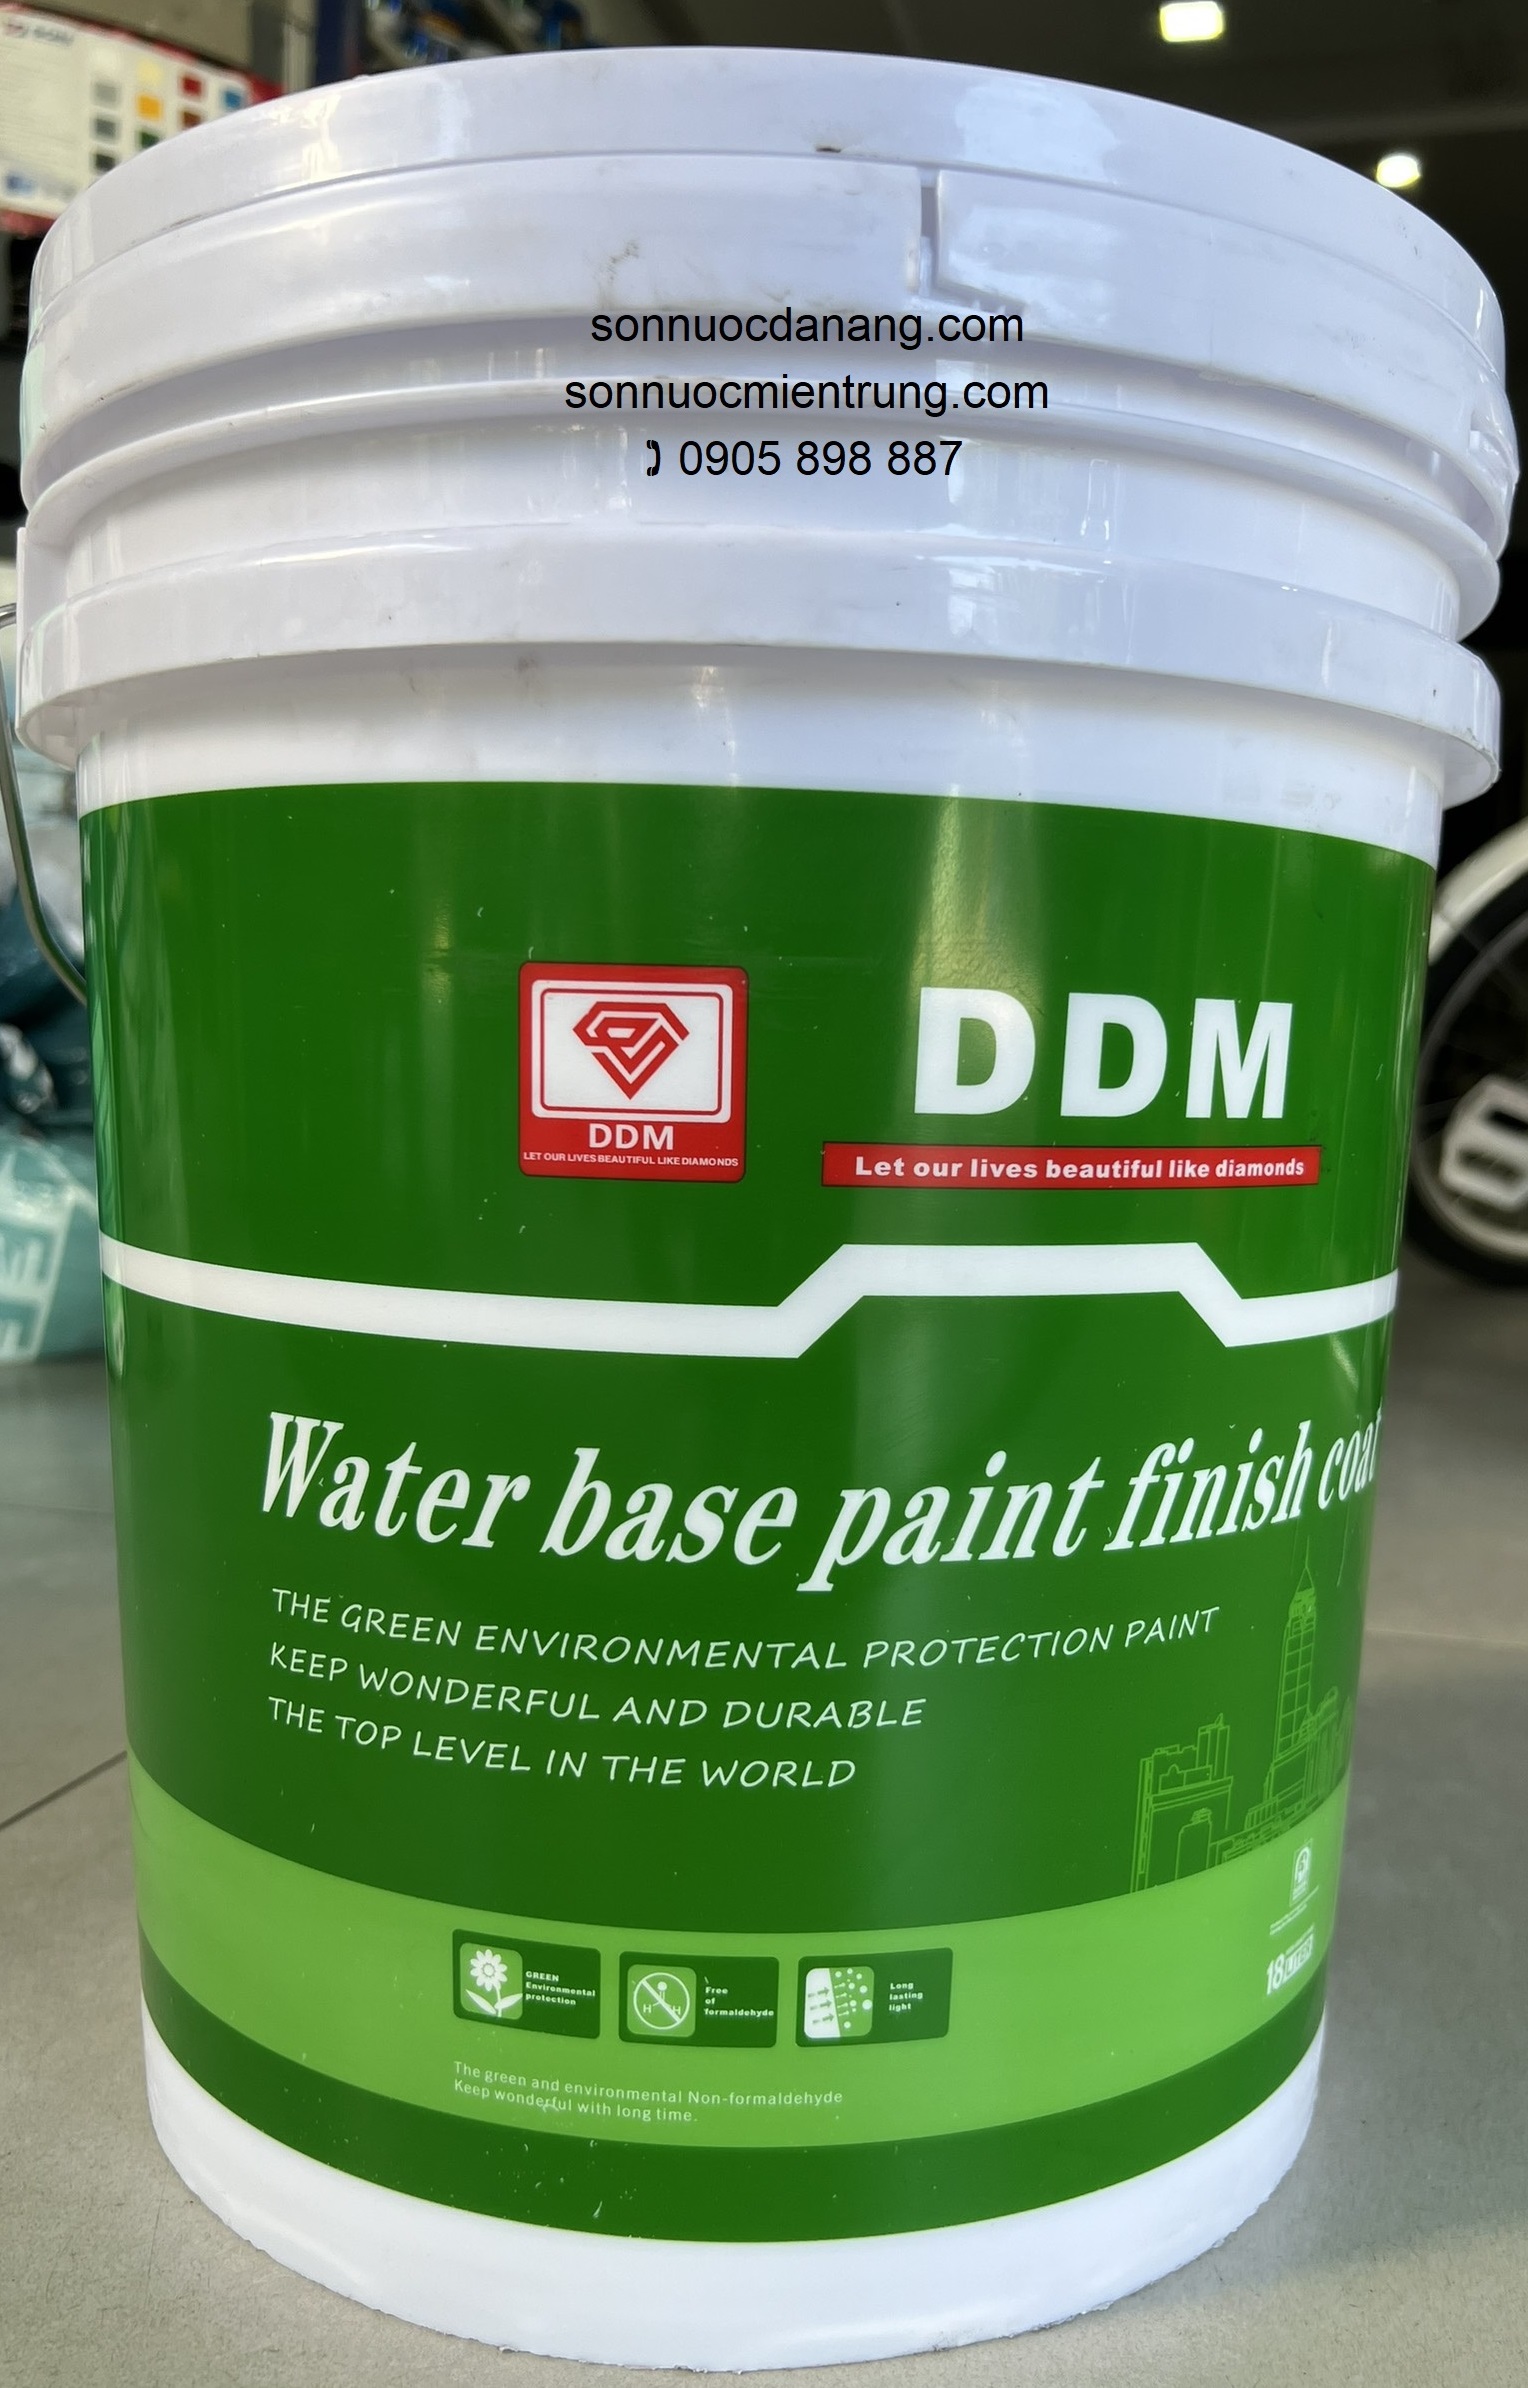 sonnuocdanang.com
sonnuocmientrung.com
0905 898 887
DDM
LET OUR LIVES BEAUTIFUL LIKE DIAMONDS
DDM
Let our lives beautiful like diamonds
Water base paint finish coat
THE GREEN ENVIRONMENTAL PROTECTION PAINT
KEEP WONDERFUL AND DURABLE
THE TOP LEVEL IN THE WORLD
GREEN
Environmental
protection
H H
Free
of
formaldehyde
Long
lasting
light
18 LITER
The green and environmental Non-formaldehyde
Keep wonderful with long time.